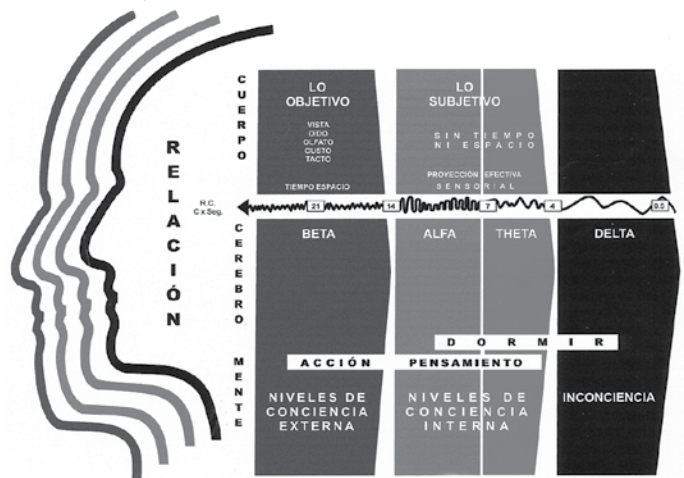 RELACIÓN
CUERPO
CEREBRO
MENTE
LO
OBJETIVO
VISTA
OIDO
OLFATO
GUSTO
TACTO
TIEMPO ESPACIO
LO
SUBJETIVO
SIN TIEMPO
NI ESPACIO
PROYECCION EFECTIVA
SENSORIAL
R.C.
C x Seg.
21
14
7
4
0.5
BETA
ALFA
THETA
DELTA
DORMIR
ACCIÓN
PENSAMIENTO
NIVELES DE
CONCIENCIA
EXTERNA
NIVELES DE
CONCIENCIA
INTERNA
INCONCIENCIA